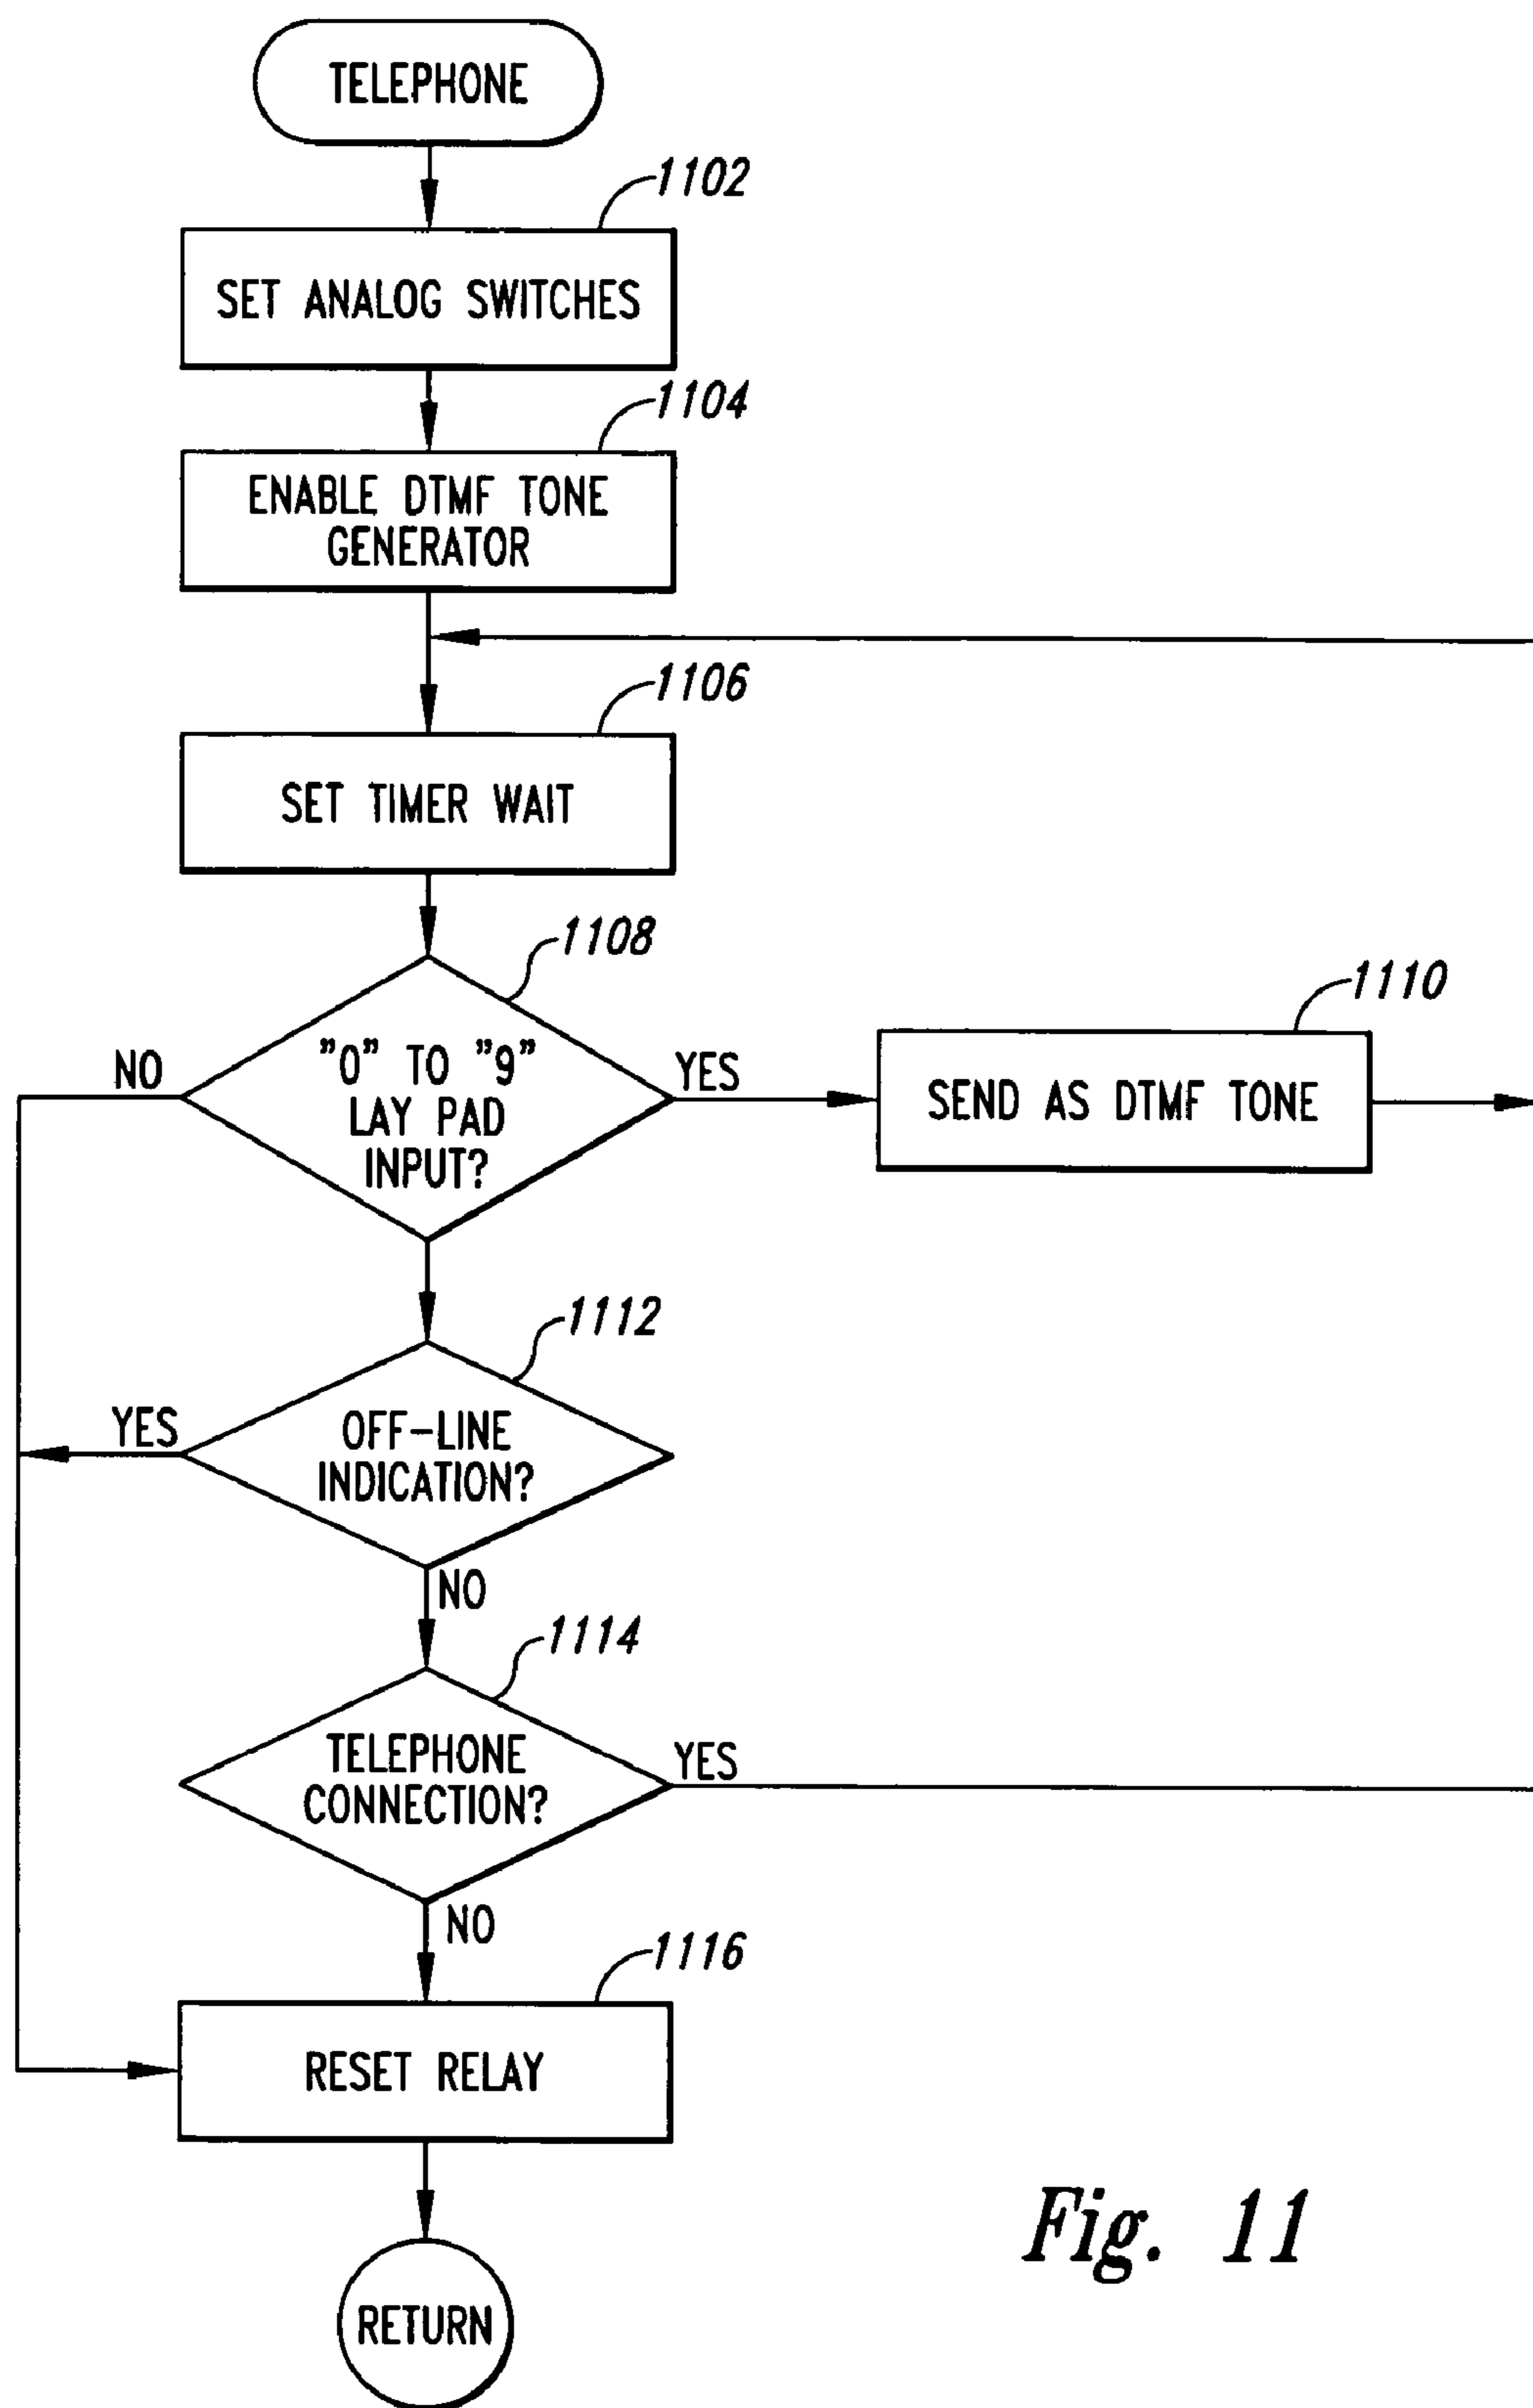 TELEPHONE
1102
SET ANALOG SWITCHES
1104
ENABLE DTMF TONE
GENERATOR
1106
SET TIMER WAIT
1108
"0" TO "9"
LAY PAD
INPUT?
NO
YES
1110
SEND AS DTMF TONE
1112
OFF-LINE
INDICATION?
YES
NO
1114
TELEPHONE
CONNECTION?
YES
NO
1116
RESET RELAY
RETURN
Fig. 11